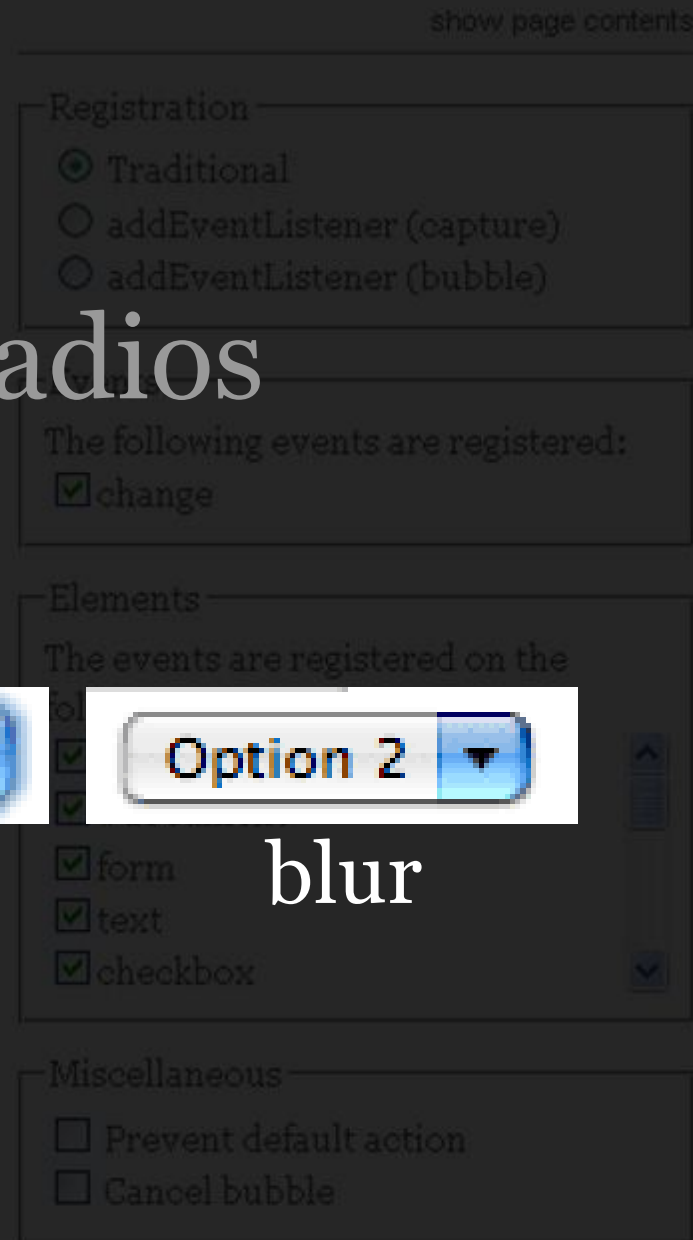 show page contents
Registration
Traditional
addEventListener (capture)
addEventListener (bubble)
adios
Events
The following events are registered:
change
Elements
The events are registered on the
Option 2
blur
form
text
checkbox
Miscellaneous
Prevent default action
Cancel bubble